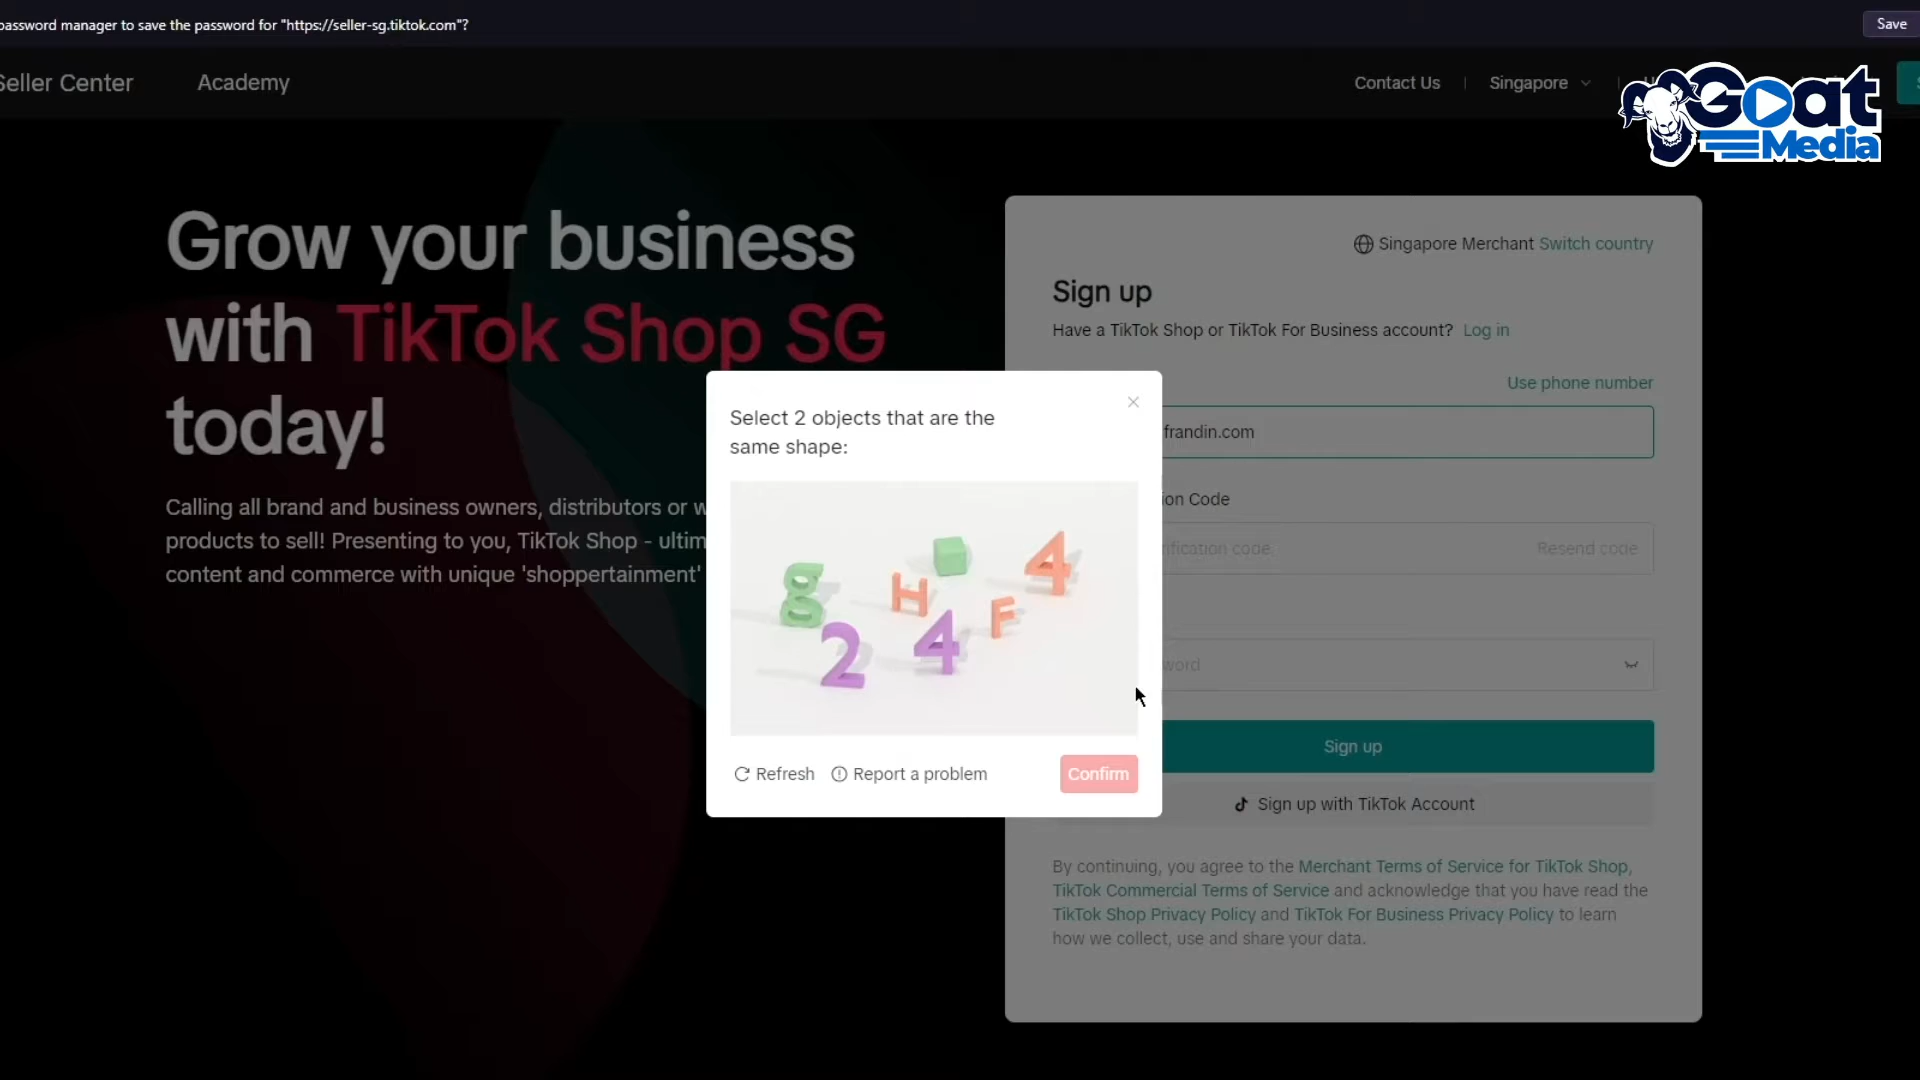 password manager to save the password for "https://seller-sg.tiktok.com"?
Save
Seller Center
Academy
Contact Us
Singapore
Goat
Media
Grow your business
with TikTok Shop SG
today!
Calling all brand and business owners, distributors or w
products to sell! Presenting to you, TikTok Shop - ultim
content and commerce with unique 'shoppertainment'
Singapore Merchant Switch country
Sign up
Have a TikTok Shop or TikTok For Business account? Log in
Use phone number
frandin.com
ion Code
ification code
Resend code
word
Sign up
Sign up with TikTok Account
By continuing, you agree to the Merchant Terms of Service for TikTok Shop,
TikTok Commercial Terms of Service and acknowledge that you have read the
TikTok Shop Privacy Policy and TikTok For Business Privacy Policy to learn
how we collect, use and share your data.
Select 2 objects that are the
same shape:
g
H
4
F
2
4
Refresh
Report a problem
Confirm